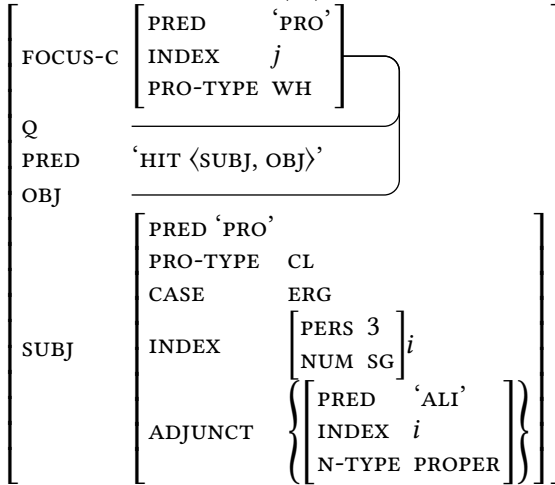 PRED ‘PRO’
FOCUS-C INDEX j
PRO-TYPE WH
Q
PRED ‘HIT ⟨SUBJ, OBJ⟩’
OBJ
PRED ‘PRO’
PRO-TYPE CL
CASE ERG
PERS 3
SUBJ INDEX i
NUM SG
PRED ‘ALI’
ADJUNCT INDEX i
N-TYPE PROPER